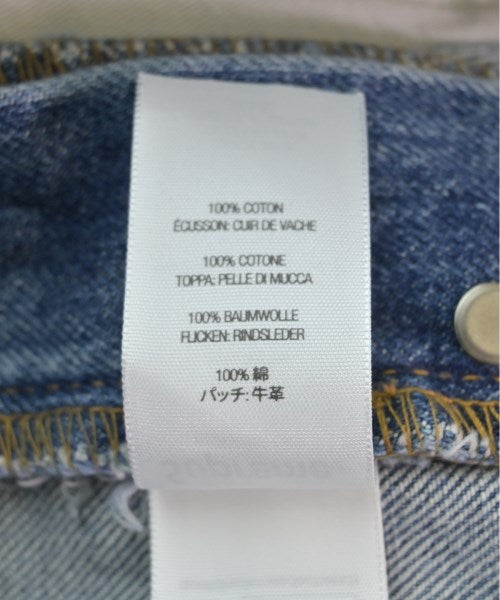 100% COTON
ÉCUSSON: CUIR DE VACHE
100% COTONE
TOPPA: PELLE DI MUCCA
100% BAUMWOLLE
FLICKEN: RINDSLEDER
100% 綿
パッチ: 牛革